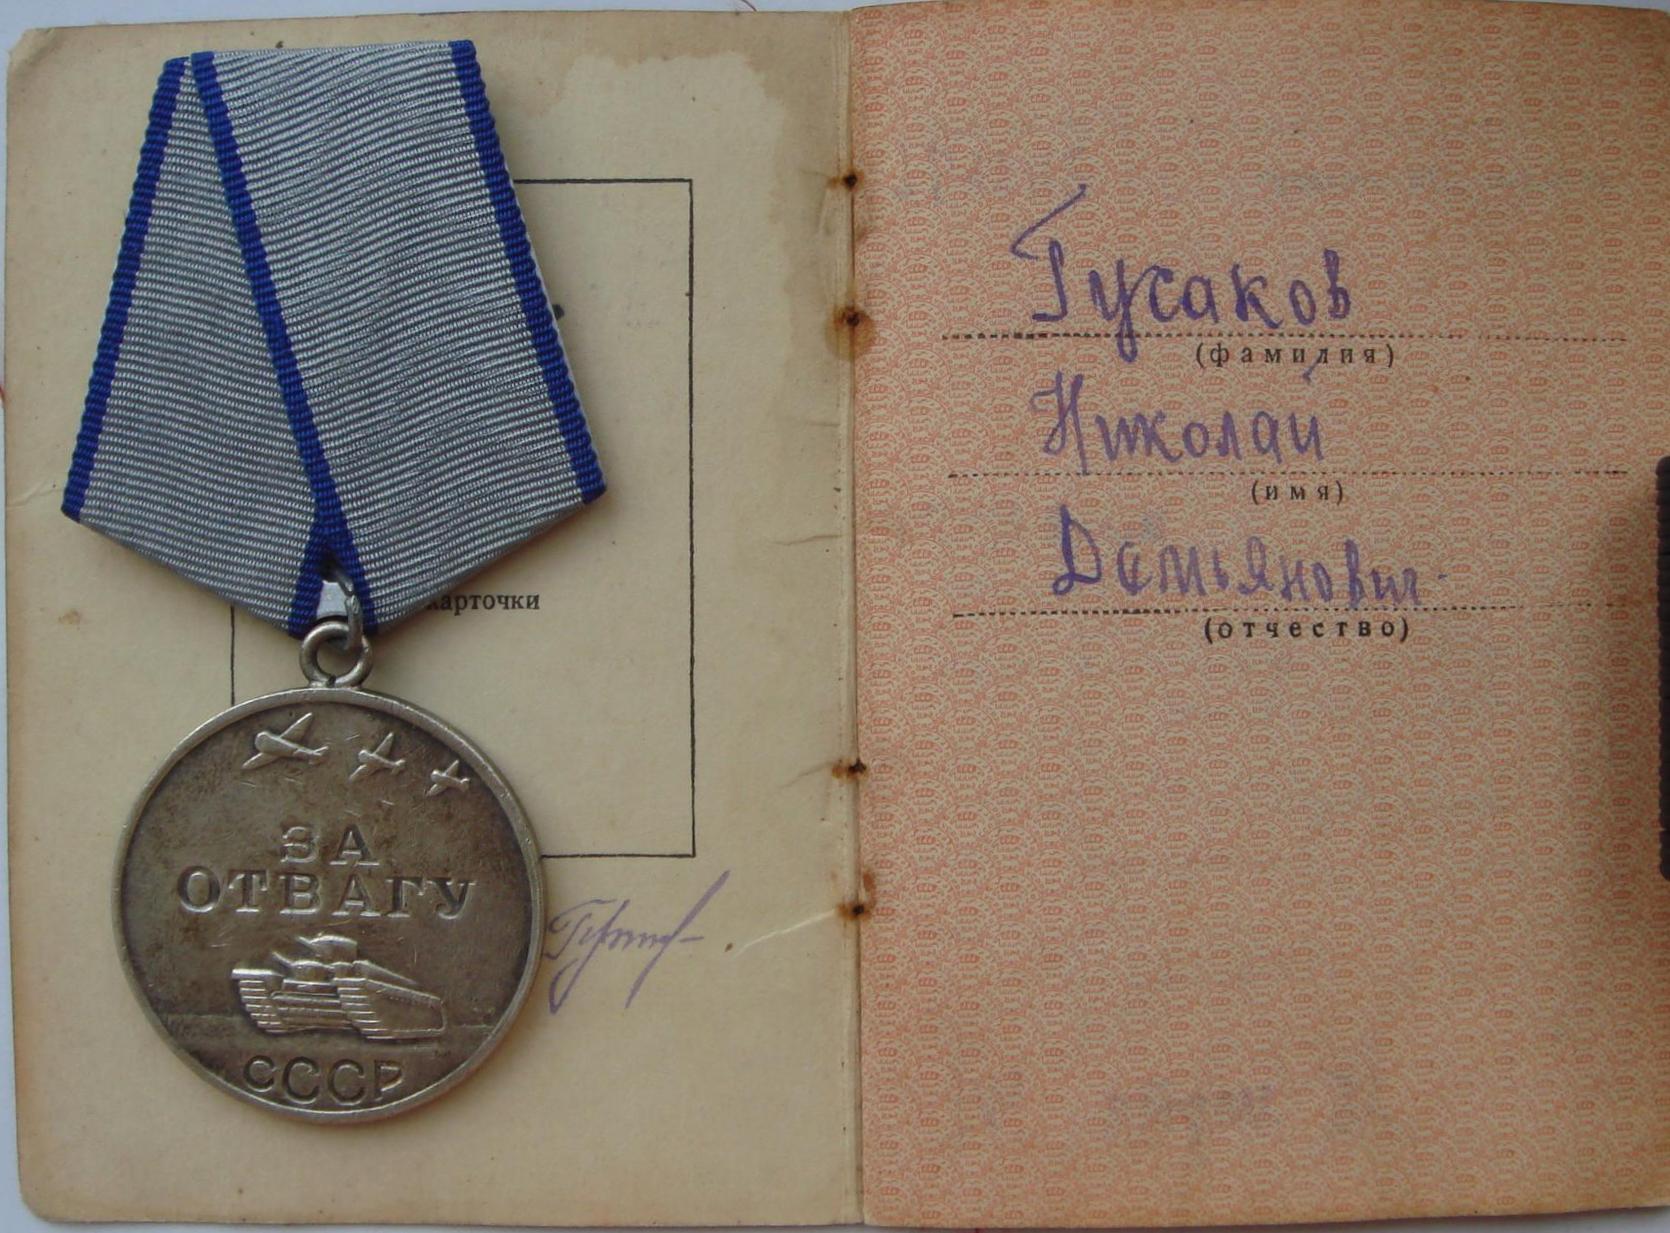 карточки
ЗА
ОТВАГУ
СССР
Гусаков
(фамилия)
Николай
(имя)
Демьянович
(отчество)